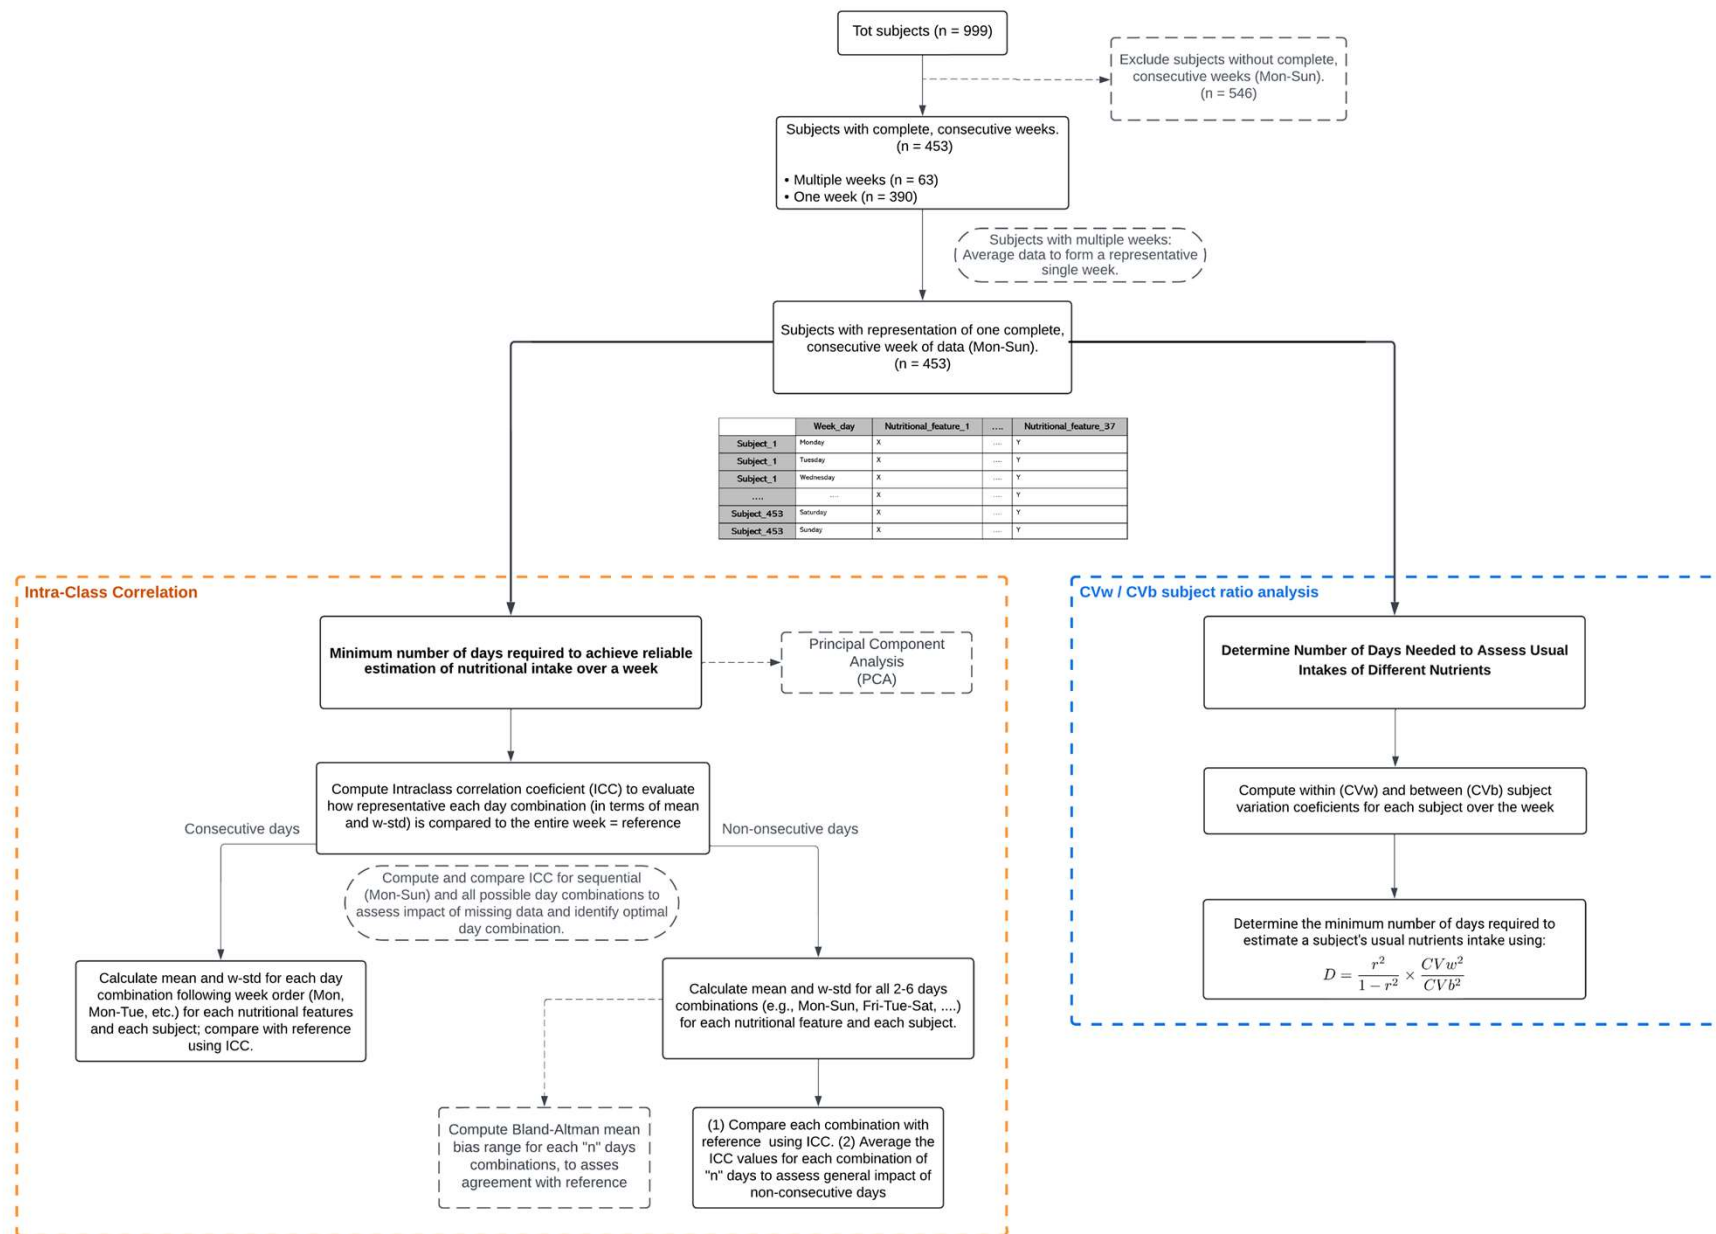 Tot subjects (n = 999)
Exclude subjects without complete,
consecutive weeks (Mon-Sun).
(n = 546)
Subjects with complete, consecutive weeks.
(n = 453)
• Multiple weeks (n = 63)
• One week (n = 390)
Subjects with multiple weeks:
Average data to form a representative
single week.
Subjects with representation of one complete,
consecutive week of data (Mon-Sun).
(n = 453)
Week_day Nutritional_feature_1 .... Nutritional_feature_37
Subject_1 Monday X .... Y
Subject_1 Tuesday X .... Y
Subject_1 Wednesday X .... Y
.... .... X .... Y
Subject_453 Saturday X .... Y
Subject_453 Sunday X .... Y
Intra-Class Correlation
Minimum number of days required to achieve reliable
estimation of nutritional intake over a week
Principal Component
Analysis
(PCA)
Compute Intraclass correlation coeficient (ICC) to evaluate
how representative each day combination (in terms of mean
and w-std) is compared to the entire week = reference
Consecutive days
Non-onsecutive days
Compute and compare ICC for sequential
(Mon-Sun) and all possible day combinations to
assess impact of missing data and identify optimal
day combination.
Calculate mean and w-std for each day
combination following week order (Mon,
Mon-Tue, etc.) for each nutritional features
and each subject; compare with reference
using ICC.
Calculate mean and w-std for all 2-6 days
combinations (e.g., Mon-Sun, Fri-Tue-Sat, ....)
for each nutritional feature and each subject.
Compute Bland-Altman mean
bias range for each "n" days
combinations, to asses
agreement with reference
(1) Compare each combination with
reference using ICC. (2) Average the
ICC values for each combination of
"n" days to assess general impact of
non-consecutive days
CVw / CVb subject ratio analysis
Determine Number of Days Needed to Assess Usual
Intakes of Different Nutrients
Compute within (CVw) and between (CVb) subject
variation coeficients for each subject over the week
Determine the minimum number of days required to
estimate a subject's usual nutrients intake using:
D = r² / (1 − r²) × CVw² / CVb²